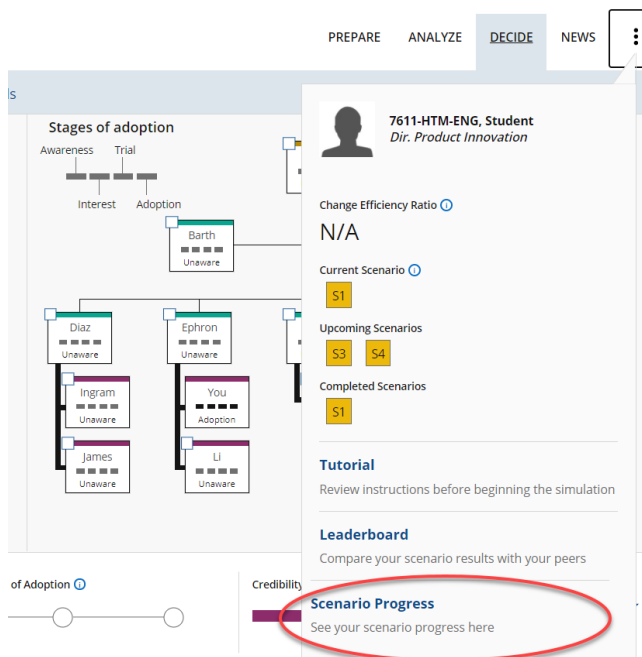 PREPARE ANALYZE DECIDE NEWS
ls
Stages of adoption
Awareness Trial
Interest Adoption
Barth
Unaware
Diaz
Unaware
Ephron
Unaware
Ingram
Unaware
You
Adoption
James
Unaware
Li
Unaware
of Adoption
Credibility
7611-HTM-ENG, Student
Dir. Product Innovation
Change Efficiency Ratio
N/A
Current Scenario
S1
Upcoming Scenarios
S3 S4
Completed Scenarios
S1
Tutorial
Review instructions before beginning the simulation
Leaderboard
Compare your scenario results with your peers
Scenario Progress
See your scenario progress here